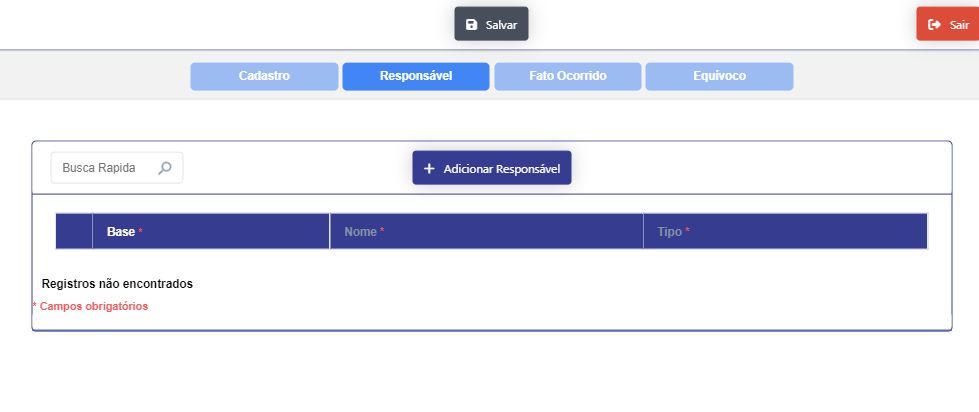 Salvar
Sair
Cadastro Responsável Fato Ocorrido Equívoco
Busca Rapida
Adicionar Responsável
Base * Nome * Tipo *
Registros não encontrados
* Campos obrigatórios